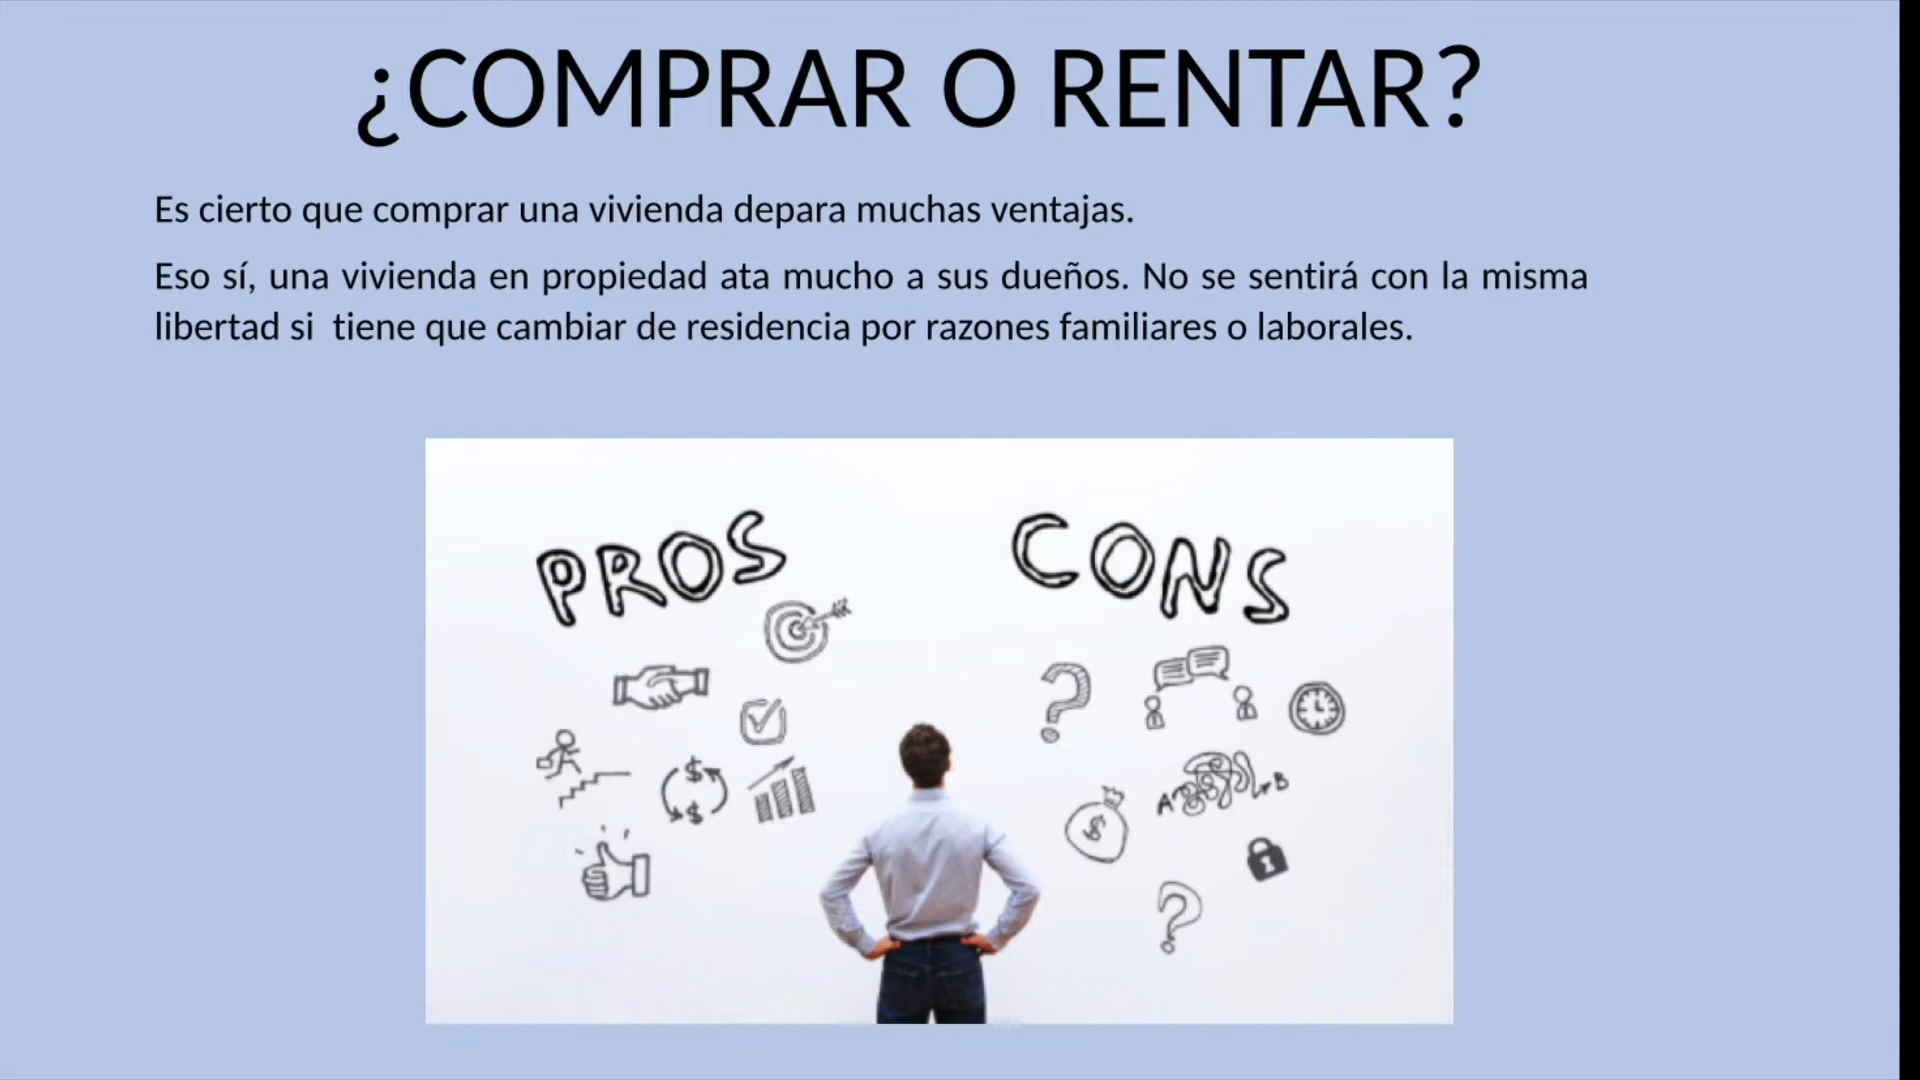 ¿COMPRAR O RENTAR?
Es cierto que comprar una vivienda depara muchas ventajas.
Eso sí, una vivienda en propiedad ata mucho a sus dueños. No se sentirá con la misma
libertad si  tiene que cambiar de residencia por razones familiares o laborales.
PROS
CONS
$
$
$
A
B